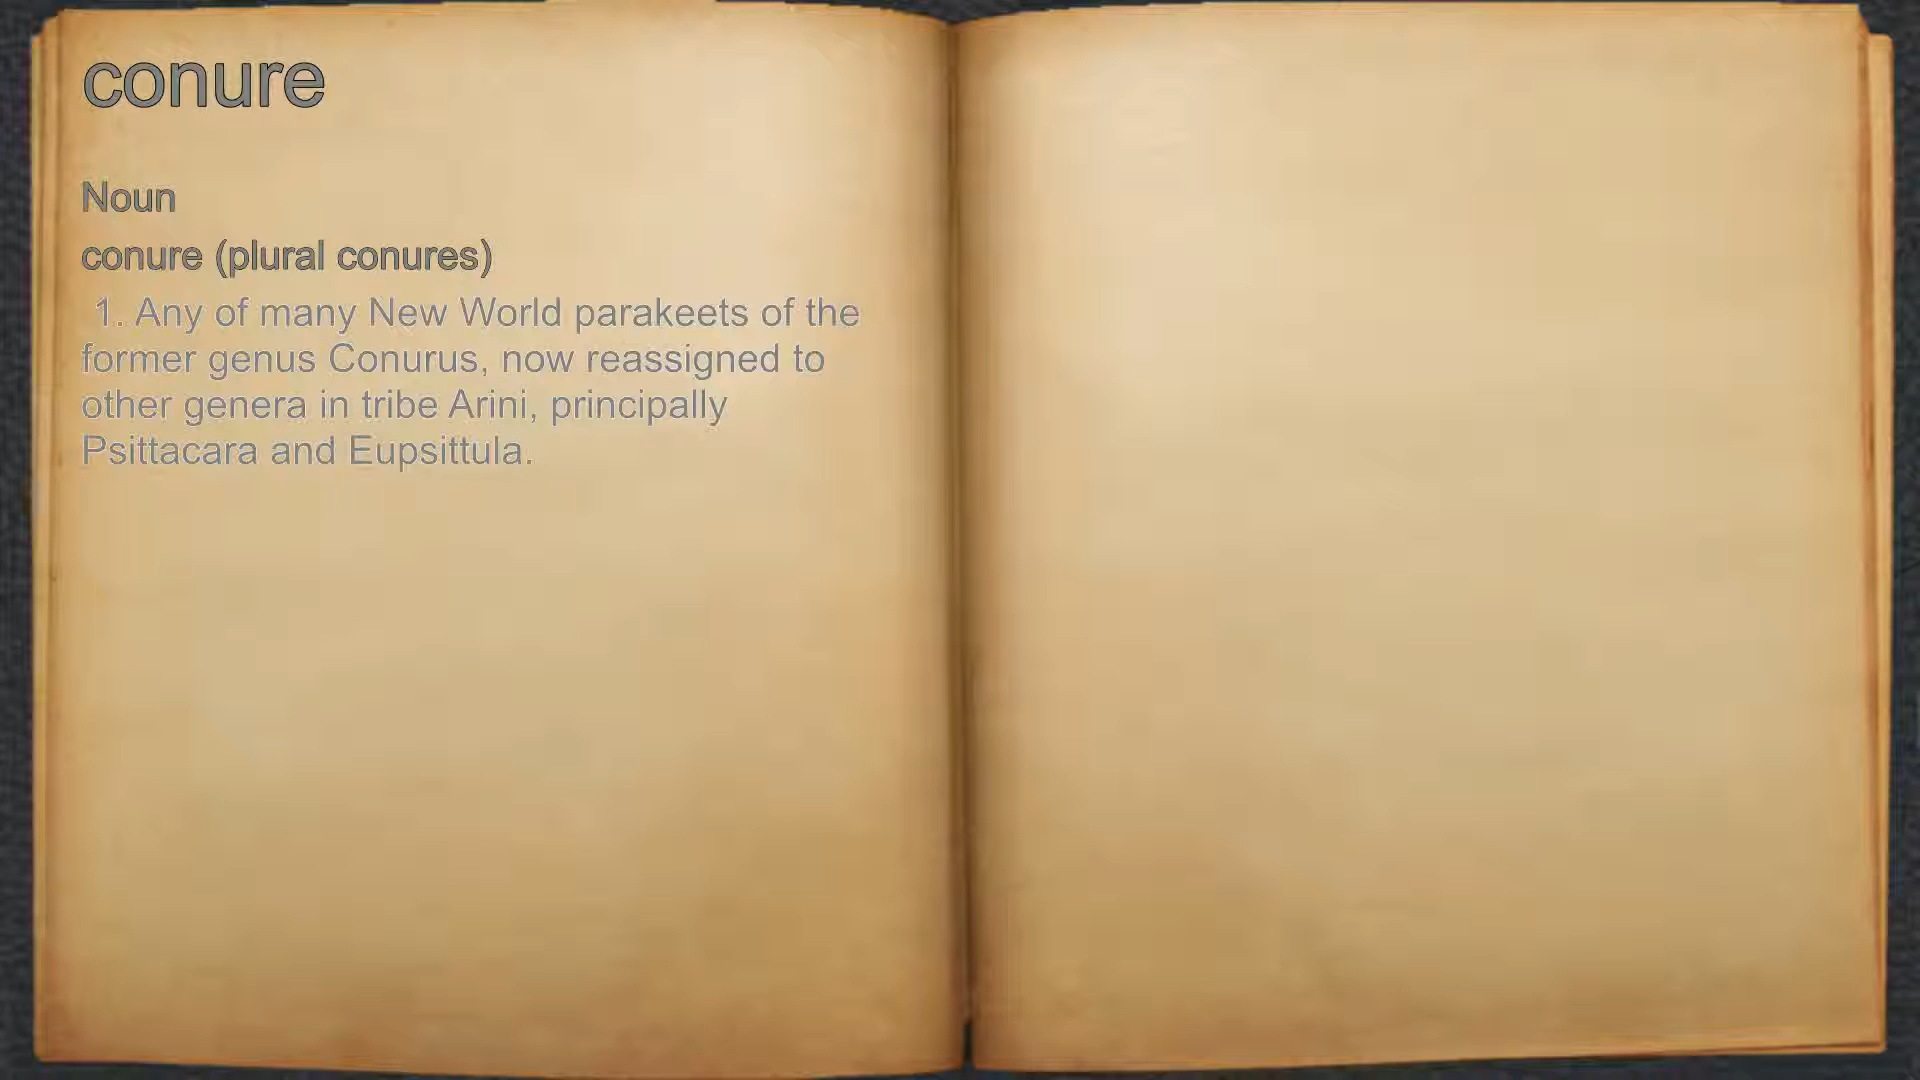 conure
Noun
conure (plural conures)
1. Any of many New World parakeets of the
former genus Conurus, now reassigned to
other genera in tribe Arini, principally
Psittacara and Eupsittula.